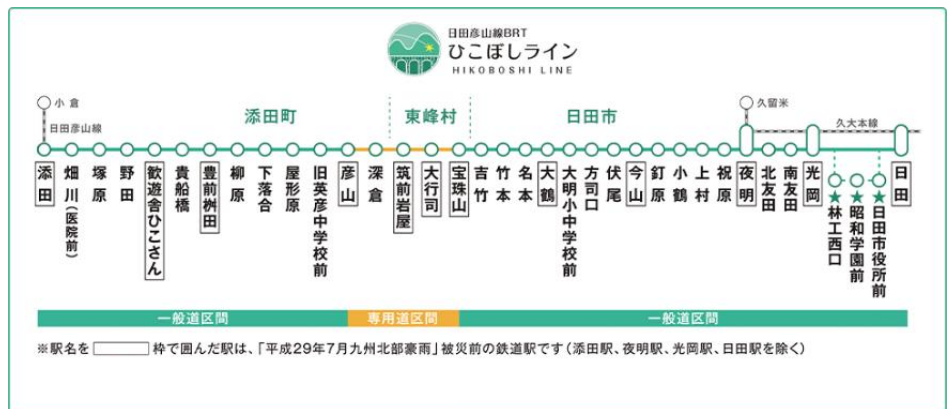 日田彦山線BRT
ひこぼしライン
HIKOBOSHI LINE
小倉
日田彦山線
添田町
東峰村
日田市
久留米
久大本線
添田
畑川(医院前)
塚原
野田
歓遊舎ひこさん
貴船橋
豊前桝田
柳原
下落合
屋形原
旧英彦中学校前
彦山
深倉
筑前岩屋
大行司
宝珠山
吉竹
竹本
名本
大鶴
大明小中学校前
方司口
伏尾
今山
釘原
小鶴
上村
祝原
夜明
北友田
南友田
光岡
★林工西口
★昭和学園前
★日田市役所前
日田
一般道区間
専用道区間
一般道区間
※駅名を 枠で囲んだ駅は、「平成29年7月九州北部豪雨」被災前の鉄道駅です(添田駅、夜明駅、光岡駅、日田駅を除く)